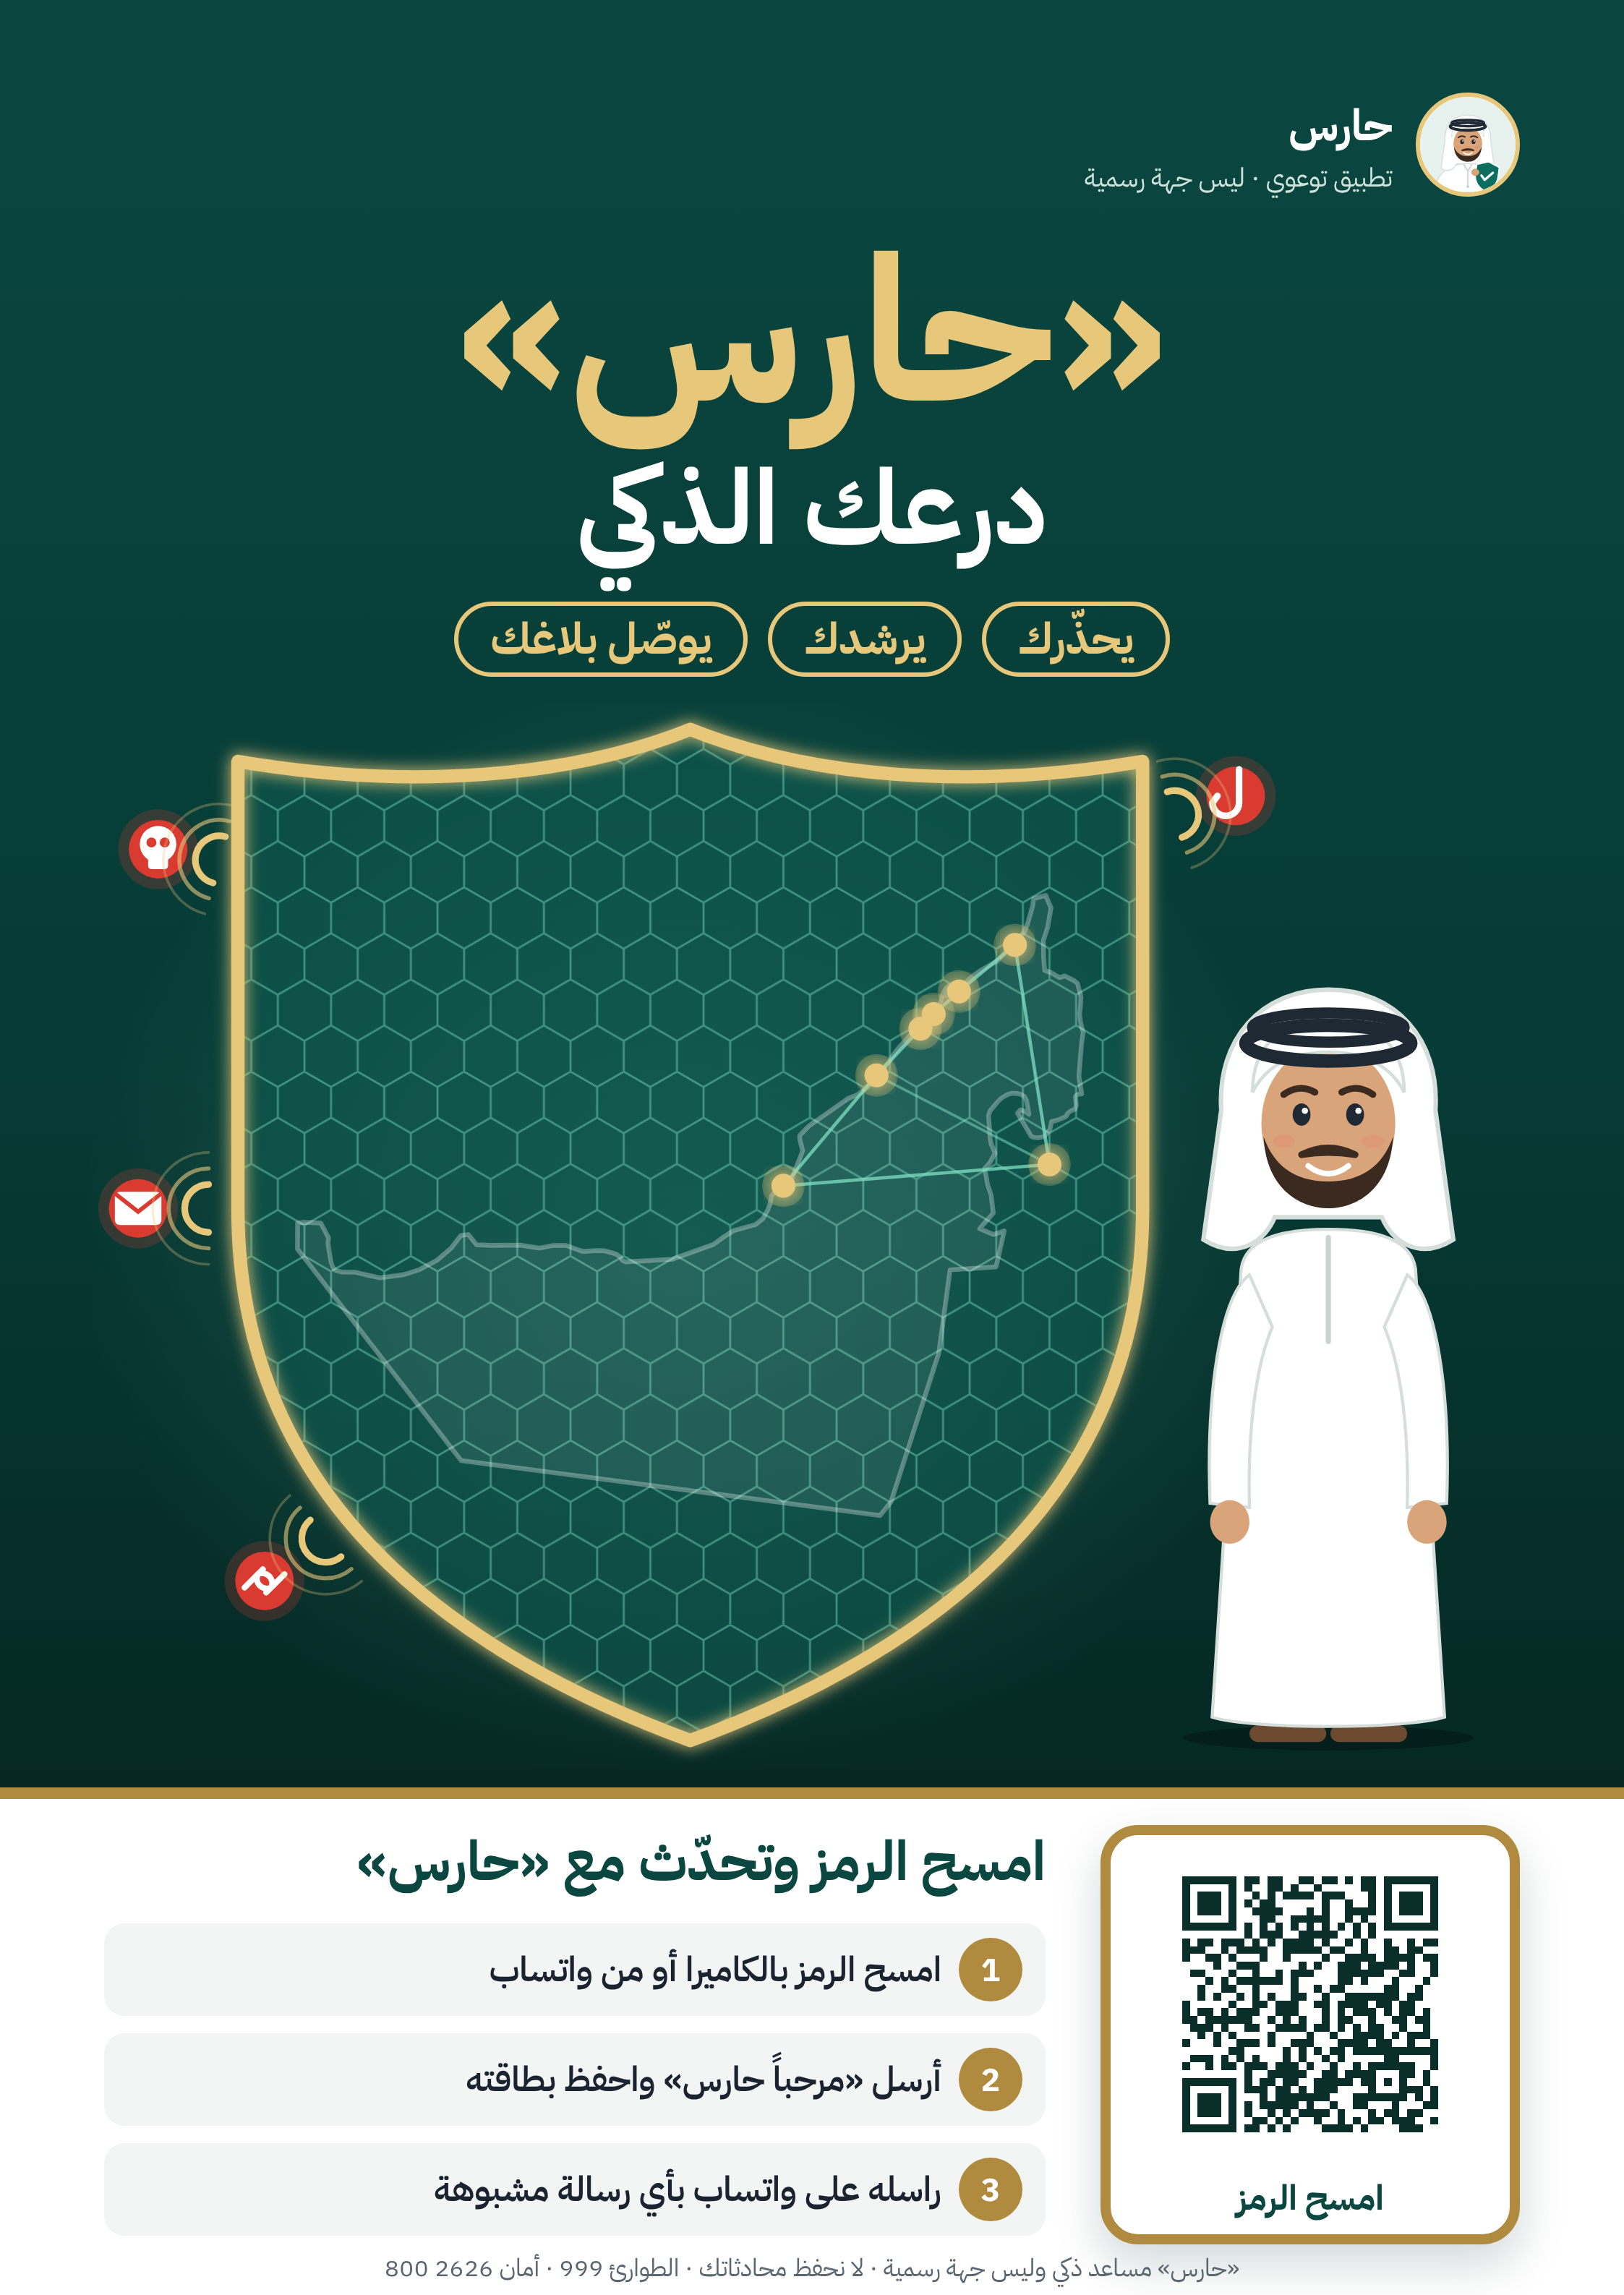 حارس
تطبيق توعوي · ليس جهة رسمية
«حارس»
درعك الذكي
يحذّرك
يرشدك
يوصّل بلاغك
امسح الرمز وتحدّث مع «حارس»
1 امسح الرمز بالكاميرا أو من واتساب
2 أرسل «مرحباً حارس» واحفظ بطاقته
3 راسله على واتساب بأي رسالة مشبوهة
امسح الرمز
«حارس» مساعد ذكي وليس جهة رسمية · لا نحفظ محادثاتك · الطوارئ 999 · أمان 2626 800